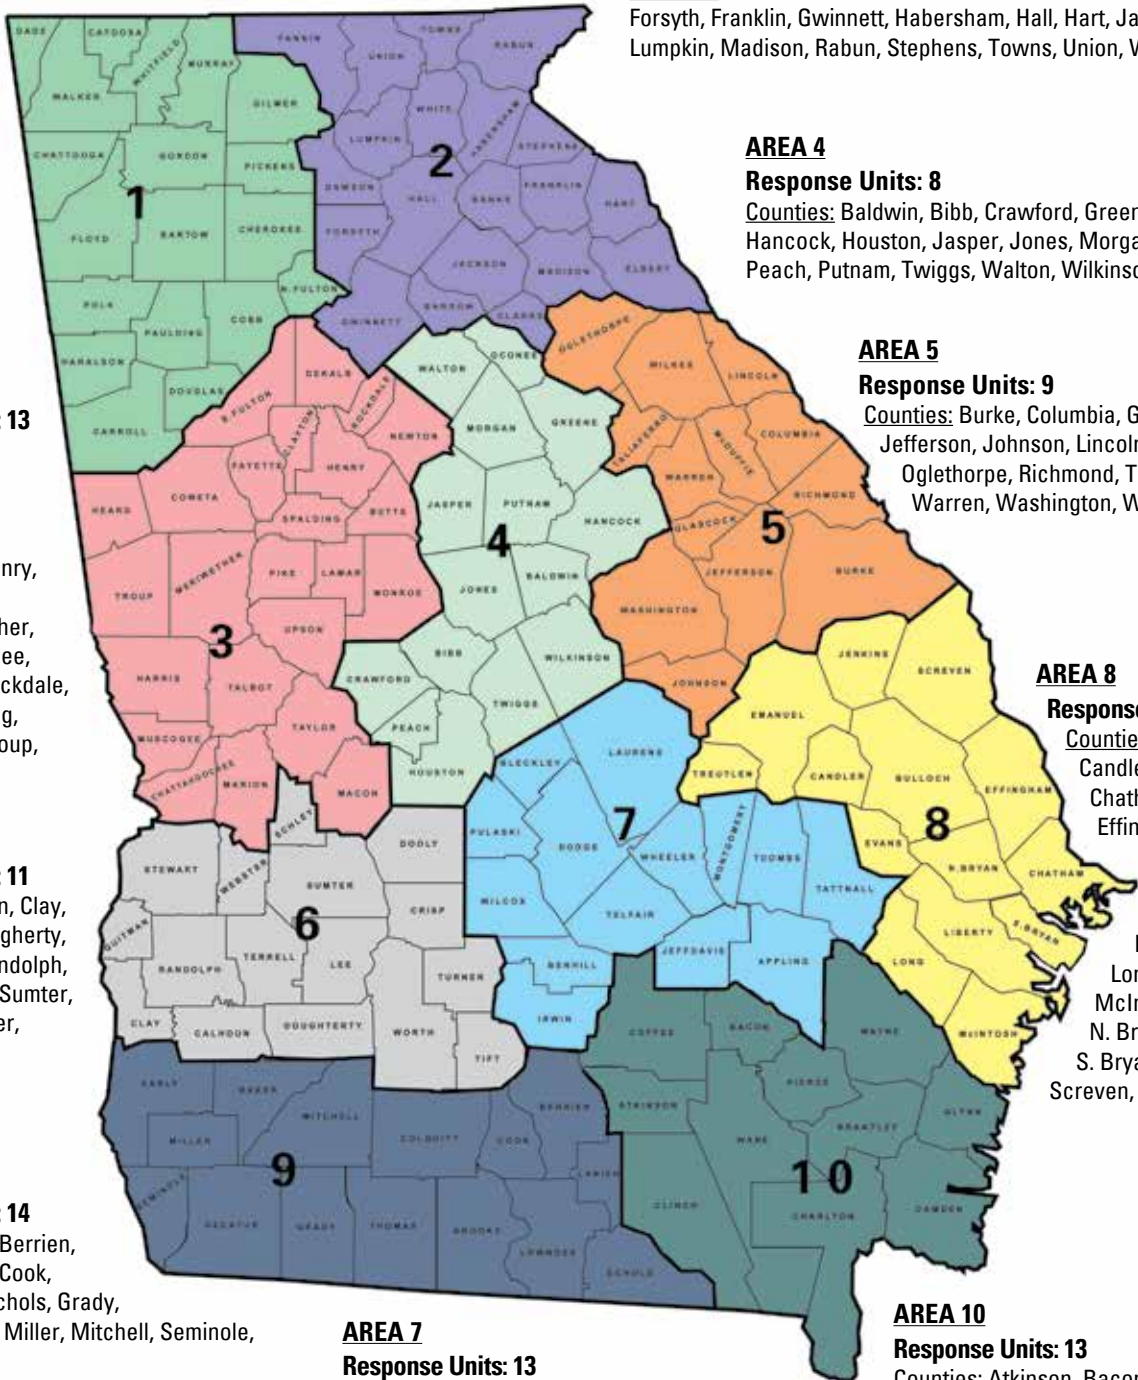 Forsyth, Franklin, Gwinnett, Habersham, Hall, Hart, Ja
Lumpkin, Madison, Rabun, Stephens, Towns, Union, W
AREA 4
Response Units: 8
Counties: Baldwin, Bibb, Crawford, Green
Hancock, Houston, Jasper, Jones, Morga
Peach, Putnam, Twiggs, Walton, Wilkinso
AREA 5
Response Units: 9
Counties: Burke, Columbia, G
Jefferson, Johnson, Lincoln
Oglethorpe, Richmond, T
Warren, Washington, W
: 13
nry,
her,
ee,
ckdale,
g,
oup,
AREA 8
Response
Countie
Candle
Chath
Effin
Lon
McIn
N. Br
S. Brya
Screven,
: 11
n, Clay,
gherty,
ndolph,
Sumter,
er,
: 14
Berrien,
Cook,
chols, Grady,
Miller, Mitchell, Seminole,
AREA 7
Response Units: 13
AREA 10
Response Units: 13
Counties: Atkinson, Bacon
1
DADE
CATOOSA
WHITFIELD
MURRAY
WALKER
GILMER
CHATTOOGA
GORDON
PICKENS
FLOYD
BARTOW
CHEROKEE
N.FULTON
POLK
PAULDING
COBB
HARALSON
DOUGLAS
CARROLL
2
FANNIN
UNION
TOWNS
RABUN
WHITE
LUMPKIN
HABERSHAM
STEPHENS
DAWSON
HALL
BANKS
FRANKLIN
HART
FORSYTH
JACKSON
MADISON
ELBERT
GWINNETT
BARROW
CLARKE
3
DEKALB
S.FULTON
CLAYTON
ROCKDALE
NEWTON
FAYETTE
HENRY
HEARD
COWETA
SPALDING
BUTTS
TROUP
MERIWETHER
PIKE
LAMAR
MONROE
UPSON
HARRIS
TALBOT
TAYLOR
MUSCOGEE
CHATTAHOOCHEE
MARION
MACON
4
WALTON
OCONEE
MORGAN
GREENE
JASPER
PUTNAM
HANCOCK
JONES
BALDWIN
BIBB
WILKINSON
CRAWFORD
PEACH
TWIGGS
HOUSTON
5
OGLETHORPE
WILKES
LINCOLN
TALIAFERRO
MCDUFFIE
COLUMBIA
WARREN
RICHMOND
GLASCOCK
JEFFERSON
BURKE
WASHINGTON
JOHNSON
6
SCHLEY
DOOLY
STEWART
WEBSTER
SUMTER
CRISP
QUITMAN
RANDOLPH
TERRELL
LEE
TURNER
CLAY
CALHOUN
DOUGHERTY
WORTH
TIFT
7
BLECKLEY
LAURENS
PULASKI
DODGE
WHEELER
MONTGOMERY
TOOMBS
TATTNALL
WILCOX
TELFAIR
JEFFDAVIS
APPLING
BENHILL
IRWIN
8
JENKINS
SCREVEN
EMANUEL
TREUTLEN
CANDLER
BULLOCH
EFFINGHAM
EVANS
N.BRYAN
CHATHAM
LIBERTY
S.BRYAN
LONG
MCINTOSH
9
EARLY
BAKER
MITCHELL
MILLER
COLQUITT
COOK
BERRIEN
LANIER
SEMINOLE
DECATUR
GRADY
THOMAS
BROOKS
LOWNDES
ECHOLS
10
COFFEE
BACON
WAYNE
ATKINSON
PIERCE
WARE
BRANTLEY
GLYNN
CLINCH
CHARLTON
CAMDEN